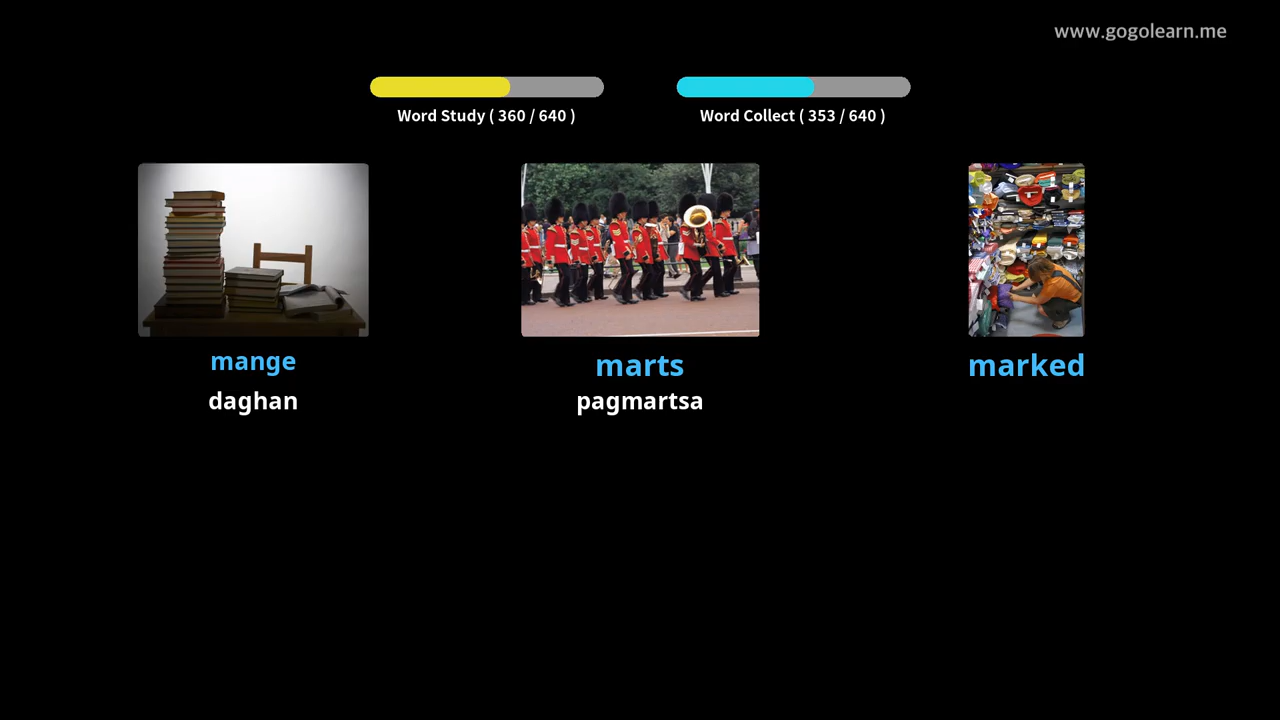 www.gogolearn.me
Word Study ( 360 / 640 )
Word Collect ( 353 / 640 )
mange
daghan
marts
pagmartsa
marked